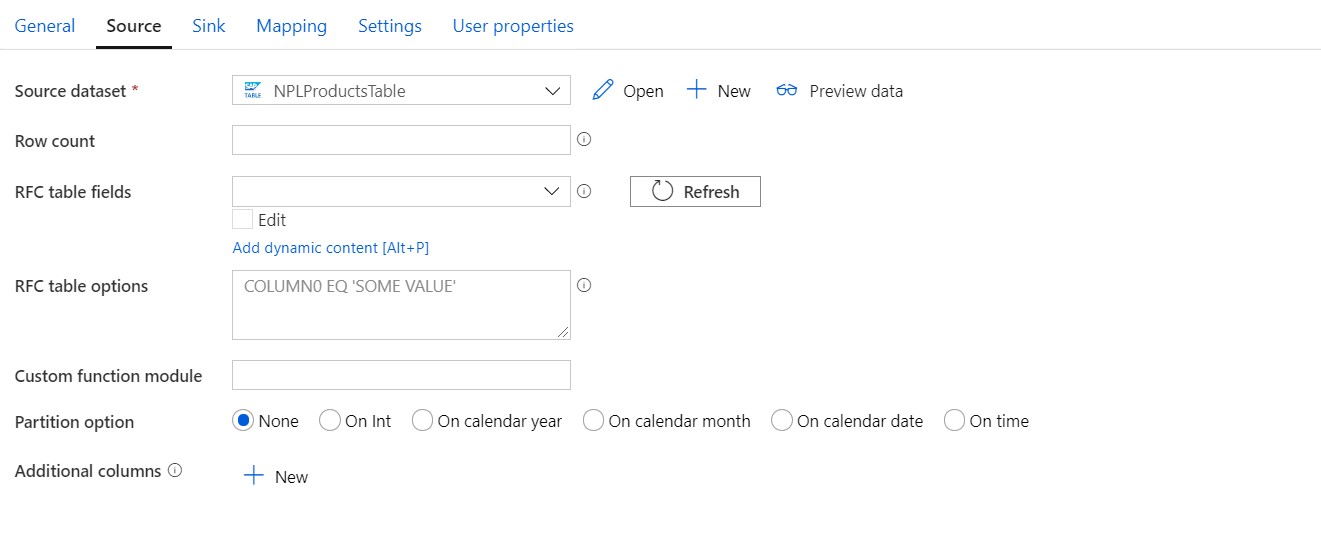 General Source Sink Mapping Settings User properties
Source dataset * SAP TABLE NPLProductsTable Open New Preview data
Row count
RFC table fields Refresh
Edit
Add dynamic content [Alt+P]
RFC table options COLUMN0 EQ 'SOME VALUE'
Custom function module
Partition option None On Int On calendar year On calendar month On calendar date On time
Additional columns New